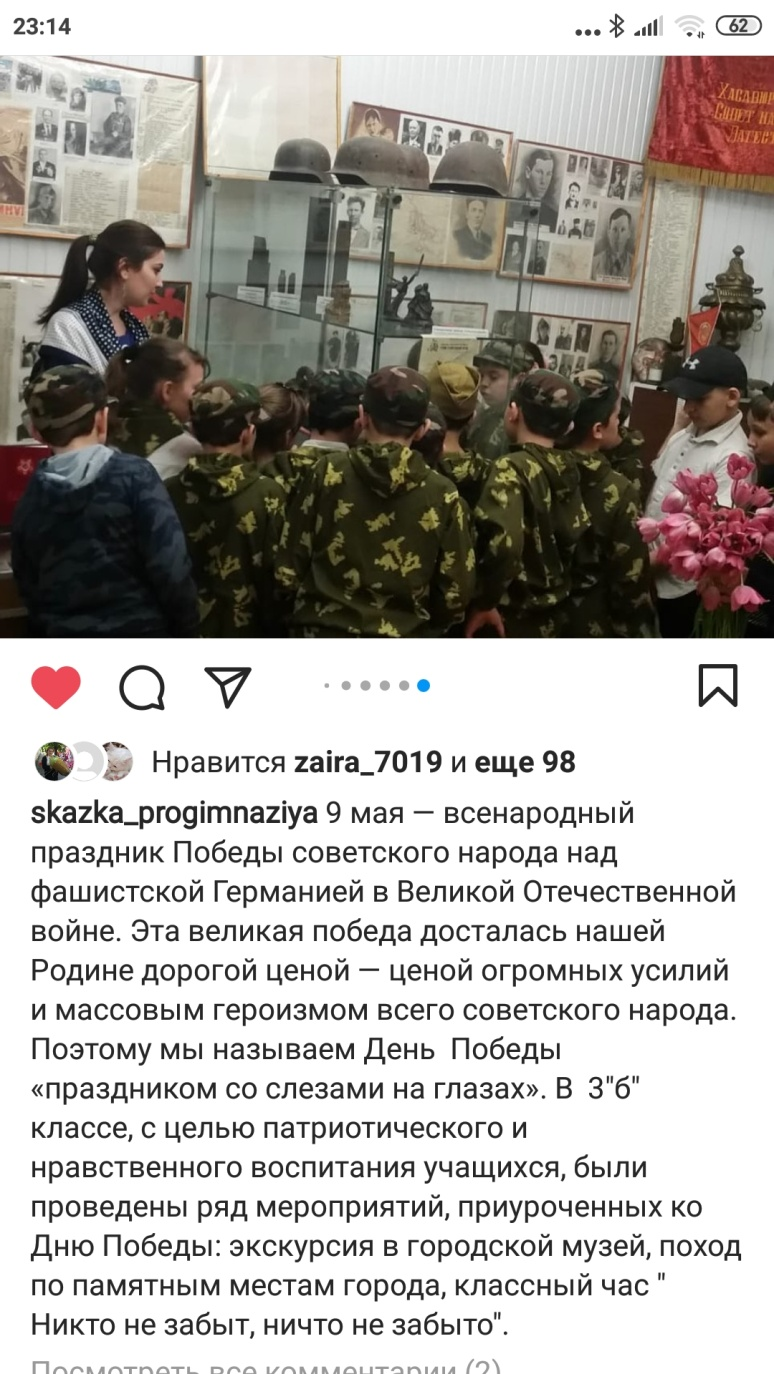 23:14
62
Нравится zaira_7019 и еще 98
skazka_progimnaziya 9 мая — всенародный
праздник Победы советского народа над
фашистской Германией в Великой Отечественной
войне. Эта великая победа досталась нашей
Родине дорогой ценой — ценой огромных усилий
и массовым героизмом всего советского народа.
Поэтому мы называем День  Победы
«праздником со слезами на глазах». В  3"б"
классе, с целью патриотического и
нравственного воспитания учащихся, были
проведены ряд мероприятий, приуроченных ко
Дню Победы: экскурсия в городской музей, поход
по памятным местам города, классный час "
Никто не забыт, ничто не забыто".
Посмотреть все комментарии (2)